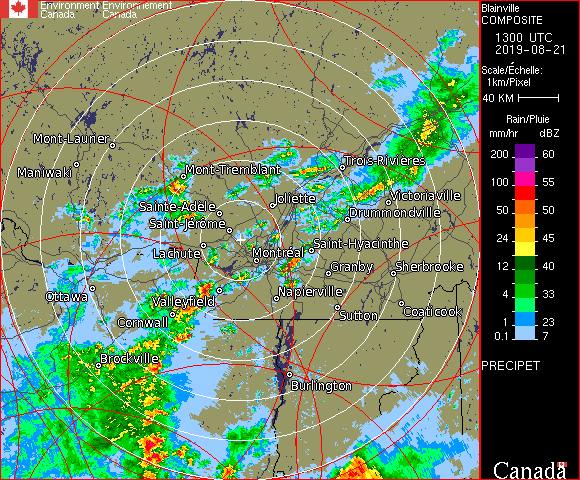 Environment Environnement
Canada Canada
Blainville
COMPOSITE
1300 UTC
2019-08-21
Scale/Échelle:
1km/Pixel
40 KM
Rain/Pluie
mm/hr dBZ
200 60
100 55
50 50
24 45
12 40
4 33
1 23
0.1 7
PRECIPET
Canada
Mont-Laurier
Maniwaki
Mont-Tremblant
Trois-Rivieres
Joliette
Victoriaville
Sainte-Adele
Drummondville
Saint-Jérome
Saint-Hyacinthe
Lachute
Montréal
Granby
Sherbrooke
Ottawa
Valleyfield
Napierville
Cornwall
Sutton
Coaticook
Brockville
Burlington